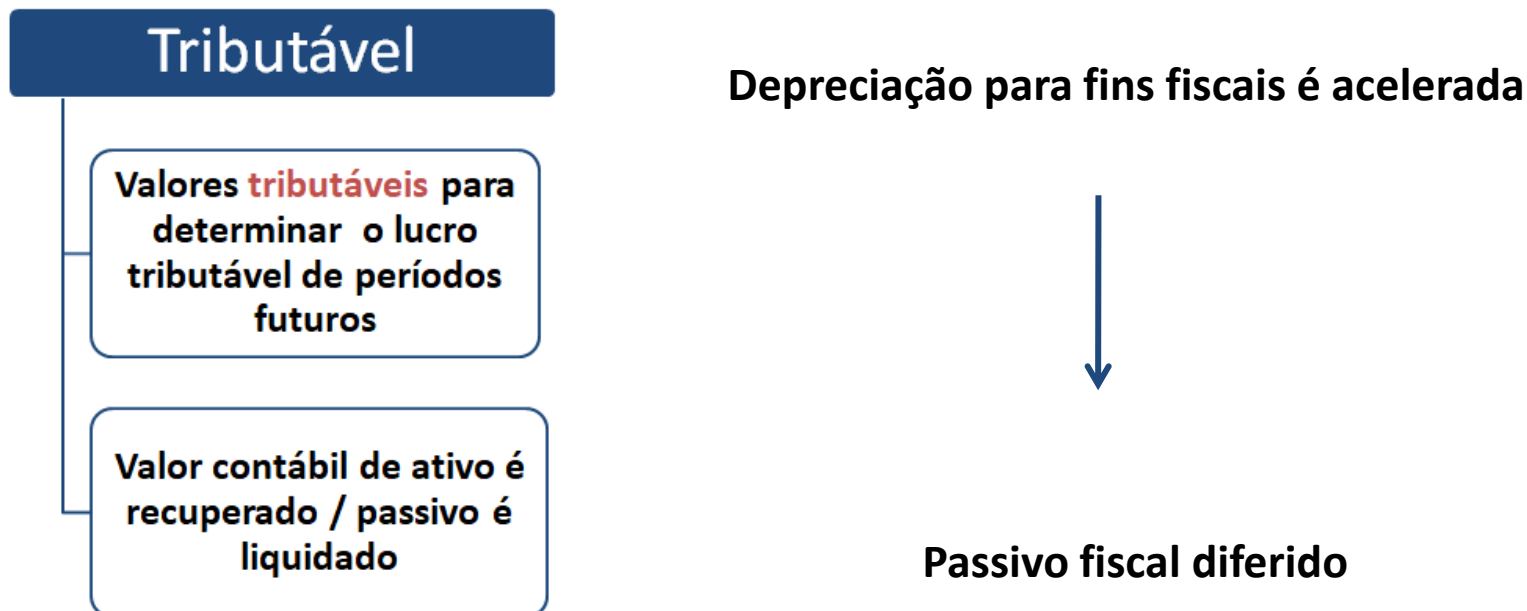 Tributável
Valores tributáveis para
determinar o lucro
tributável de períodos
futuros
Valor contábil de ativo é
recuperado / passivo é
liquidado
Depreciação para fins fiscais é acelerada
Passivo fiscal diferido